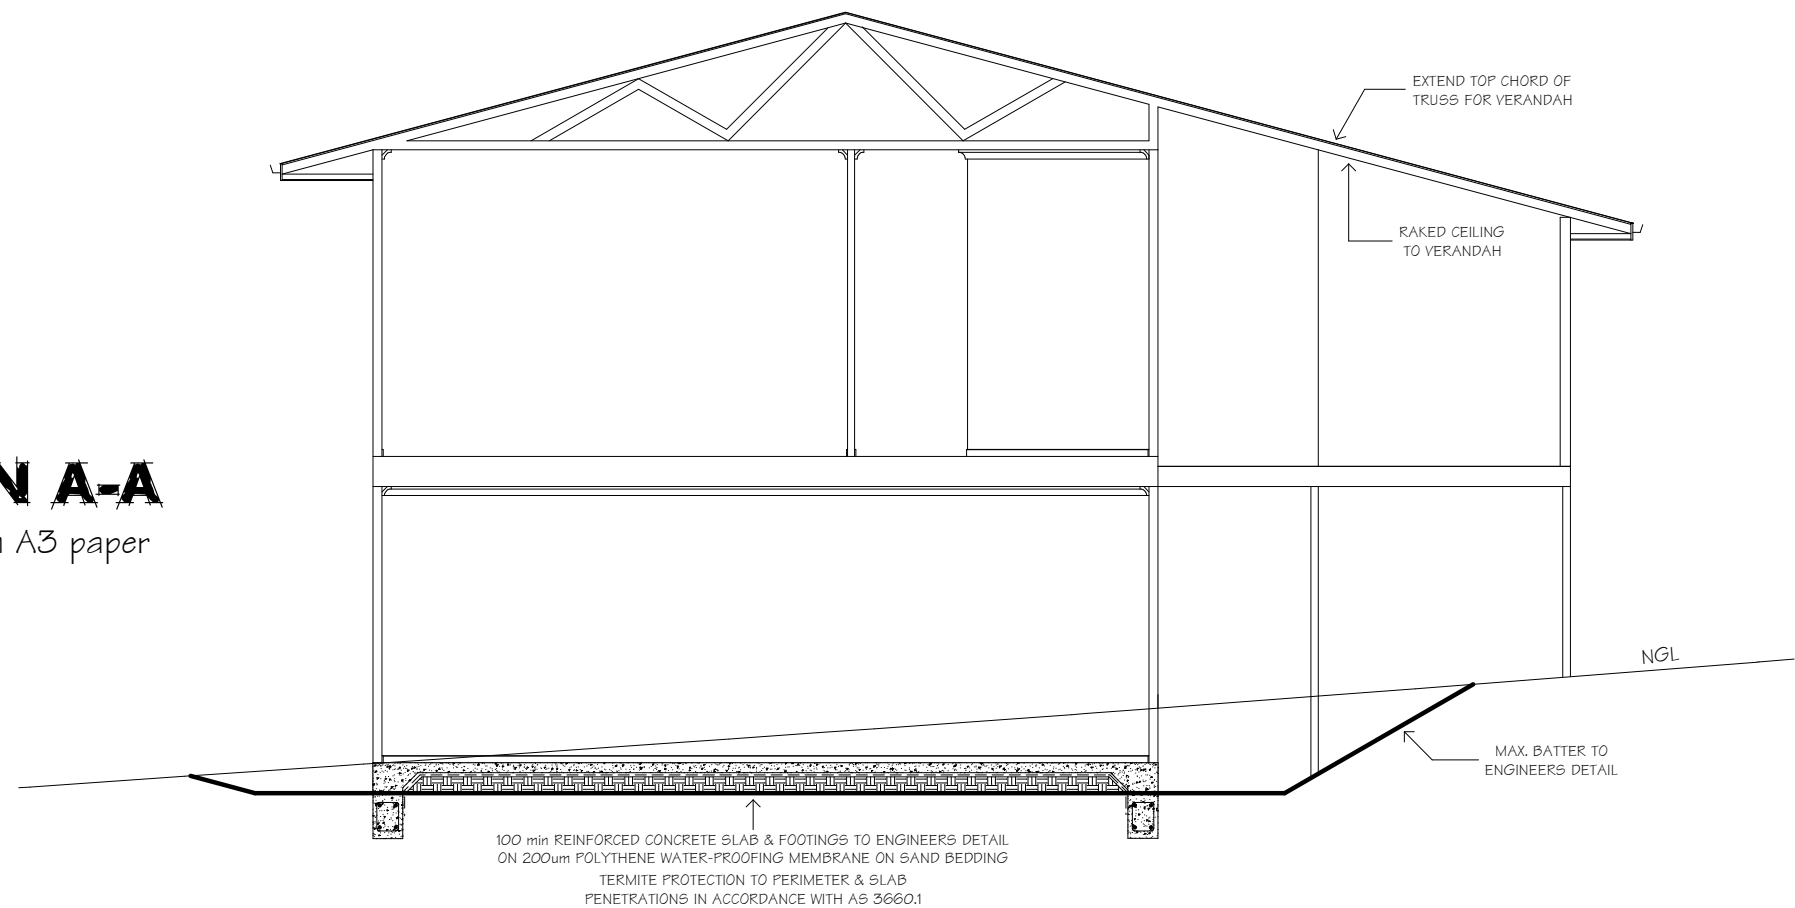 EXTEND TOP CHORD OF
TRUSS FOR VERANDAH
RAKED CEILING
TO VERANDAH
N A-A
A3 paper
NGL
MAX. BATTER TO
ENGINEERS DETAIL
100 min REINFORCED CONCRETE SLAB & FOOTINGS TO ENGINEERS DETAIL
ON 200um POLYTHENE WATER-PROOFING MEMBRANE ON SAND BEDDING
TERMITE PROTECTION TO PERIMETER & SLAB
PENETRATIONS IN ACCORDANCE WITH AS 3660.1